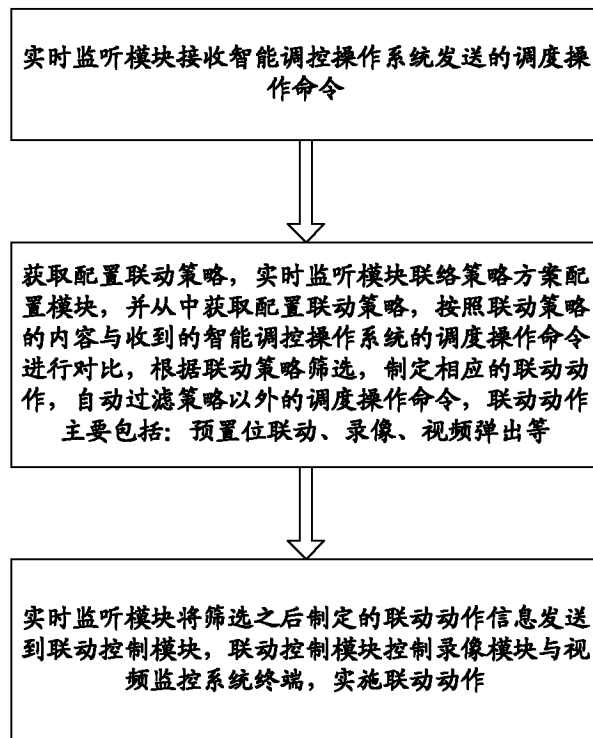 实时监听模块接收智能调控操作系统发送的调度操
作命令
获取配置联动策略，实时监听模块联络策略方案配
置模块，并从中获取配置联动策略，按照联动策略
的内容与收到的智能调控操作系统的调度操作命令
进行对比，根据联动策略筛选，制定相应的联动动
作，自动过滤策略以外的调度操作命令，联动动作
主要包括：预置位联动、录像、视频弹出等
实时监听模块将筛选之后制定的联动动作信息发送
到联动控制模块，联动控制模块控制录像模块与视
频监控系统终端，实施联动动作